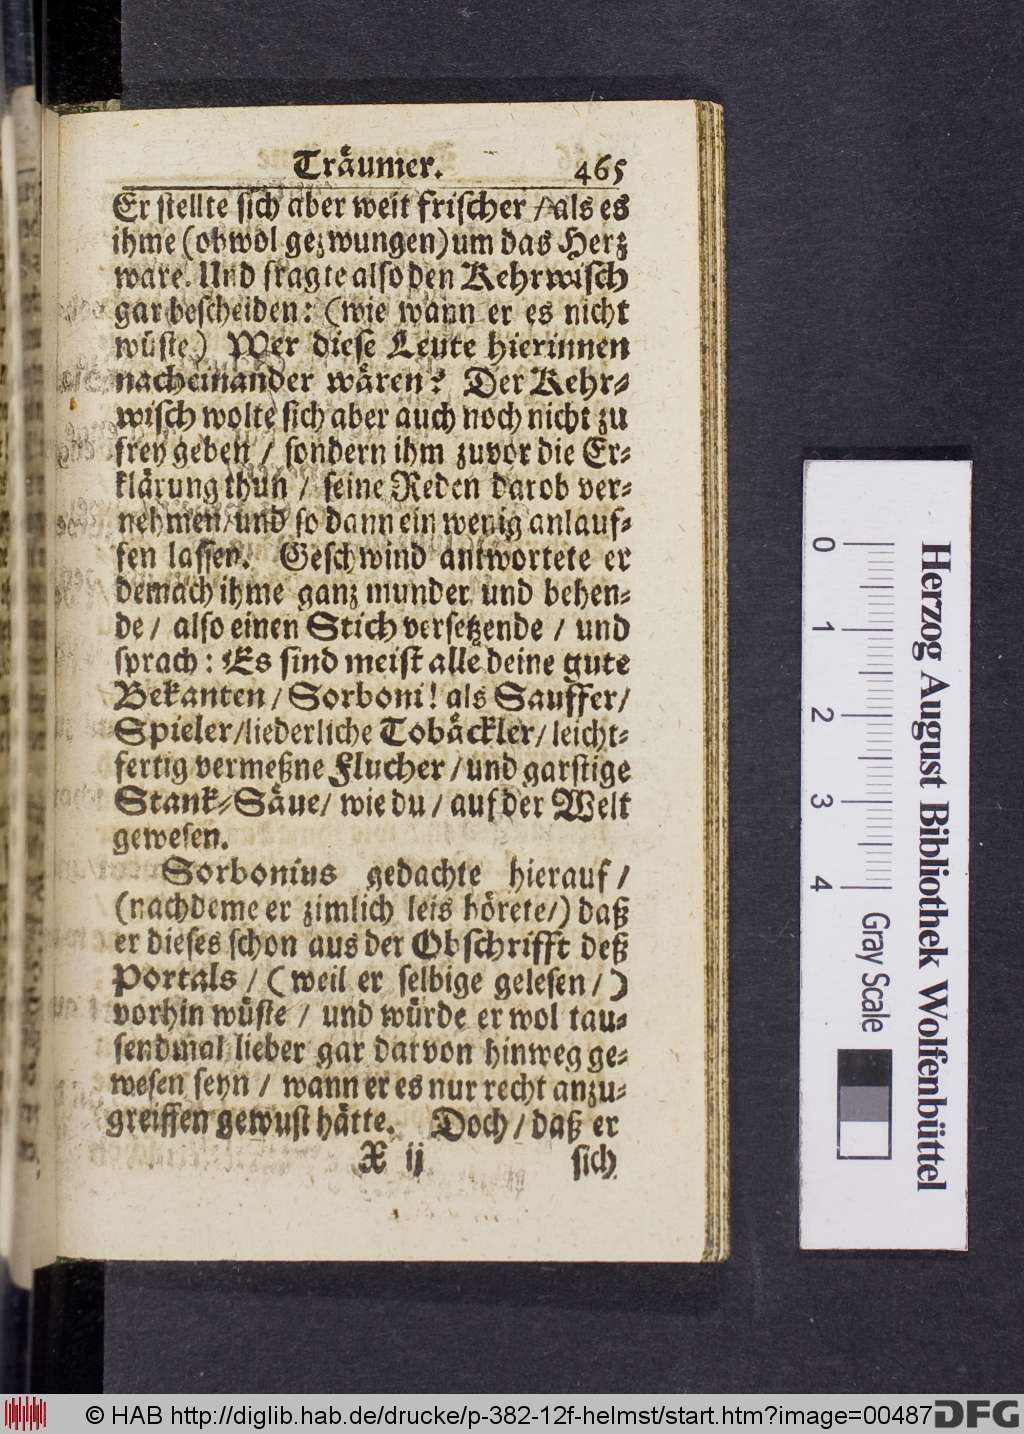 Träumer. 465
Er stellte sich aber weit frischer / als es
ihme (obwol gezwungen) um das Herz
ware. Und fragte also den Kehrwisch
gar bescheiden: (wie wann er es nicht
wüste) Wer diese Leute hierinnen
nacheinander wären? Der Kehr-
wisch wolte sich aber auch noch nicht zu
frey geben / sondern ihm zuvor die Er-
klärung thun / seine Reden darob ver-
nehmen/und so dann ein wenig anlauf-
fen lassen. Geschwind antwortete er
demach ihme ganz munder und behen-
de / also einen Stich versetzende / und
sprach: Es sind meist alle deine gute
Bekanten / Sorboni! als Sauffer/
Spieler/liederliche Tobäckler/ leicht-
fertig vermeßne Flucher / und garstige
Stank-Säue/ wie du / auf der Welt
gewesen.
Sorbonius gedachte hierauf /
(nachdeme er zimlich leis hörete/) daß
er dieses schon aus der Obschrifft deß
Portals / (weil er selbige gelesen /)
vorhin wüste / und würde er wol tau-
sendmal lieber gar darvon hinweg ge-
wesen seyn / wann er es nur recht anzu-
greiffen gewust hätte. Doch / daß er
X ij sich
0 1 2 3 4
Gray Scale
Herzog August Bibliothek Wolfenbüttel
© HAB http://diglib.hab.de/drucke/p-382-12f-helmst/start.htm?image=00487 DFG